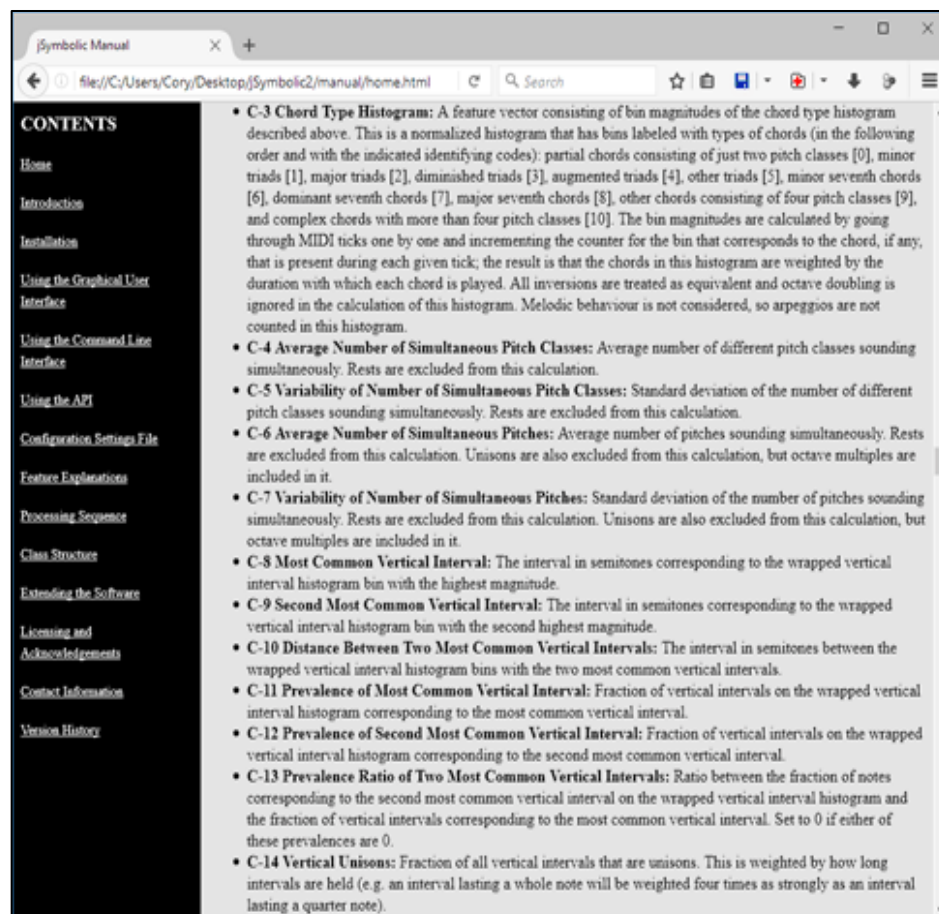 jSymbolic Manual
file://C:/Users/Cory/Desktop/jSymbolic2/manual/home.html
Search
CONTENTS
Home
Introduction
Installation
Using the Graphical User
Interface
Using the Command Line
Interface
Using the API
Configuration Settings File
Feature Explanations
Processing Sequence
Class Structure
Extending the Software
Licensing and
Acknowledgements
Contact Information
Version History
• C-3 Chord Type Histogram: A feature vector consisting of bin magnitudes of the chord type histogram
described above. This is a normalized histogram that has bins labeled with types of chords (in the following
order and with the indicated identifying codes): partial chords consisting of just two pitch classes [0], minor
triads [1], major triads [2], diminished triads [3], augmented triads [4], other triads [5], minor seventh chords
[6], dominant seventh chords [7], major seventh chords [8], other chords consisting of four pitch classes [9],
and complex chords with more than four pitch classes [10]. The bin magnitudes are calculated by going
through MIDI ticks one by one and incrementing the counter for the bin that corresponds to the chord, if any,
that is present during each given tick; the result is that the chords in this histogram are weighted by the
duration with which each chord is played. All inversions are treated as equivalent and octave doubling is
ignored in the calculation of this histogram. Melodic behaviour is not considered, so arpeggios are not
counted in this histogram.
• C-4 Average Number of Simultaneous Pitch Classes: Average number of different pitch classes sounding
simultaneously. Rests are excluded from this calculation.
• C-5 Variability of Number of Simultaneous Pitch Classes: Standard deviation of the number of different
pitch classes sounding simultaneously. Rests are excluded from this calculation.
• C-6 Average Number of Simultaneous Pitches: Average number of pitches sounding simultaneously. Rests
are excluded from this calculation. Unisons are also excluded from this calculation, but octave multiples are
included in it.
• C-7 Variability of Number of Simultaneous Pitches: Standard deviation of the number of pitches sounding
simultaneously. Rests are excluded from this calculation. Unisons are also excluded from this calculation, but
octave multiples are included in it.
• C-8 Most Common Vertical Interval: The interval in semitones corresponding to the wrapped vertical
interval histogram bin with the highest magnitude.
• C-9 Second Most Common Vertical Interval: The interval in semitones corresponding to the wrapped
vertical interval histogram bin with the second highest magnitude.
• C-10 Distance Between Two Most Common Vertical Intervals: The interval in semitones between the
wrapped vertical interval histogram bins with the two most common vertical intervals.
• C-11 Prevalence of Most Common Vertical Interval: Fraction of vertical intervals on the wrapped vertical
interval histogram corresponding to the most common vertical interval.
• C-12 Prevalence of Second Most Common Vertical Interval: Fraction of vertical intervals on the wrapped
vertical interval histogram corresponding to the second most common vertical interval.
• C-13 Prevalence Ratio of Two Most Common Vertical Intervals: Ratio between the fraction of notes
corresponding to the second most common vertical interval on the wrapped vertical interval histogram and
the fraction of vertical intervals corresponding to the most common vertical interval. Set to 0 if either of
these prevalences are 0.
• C-14 Vertical Unisons: Fraction of all vertical intervals that are unisons. This is weighted by how long
intervals are held (e.g. an interval lasting a whole note will be weighted four times as strongly as an interval
lasting a quarter note).